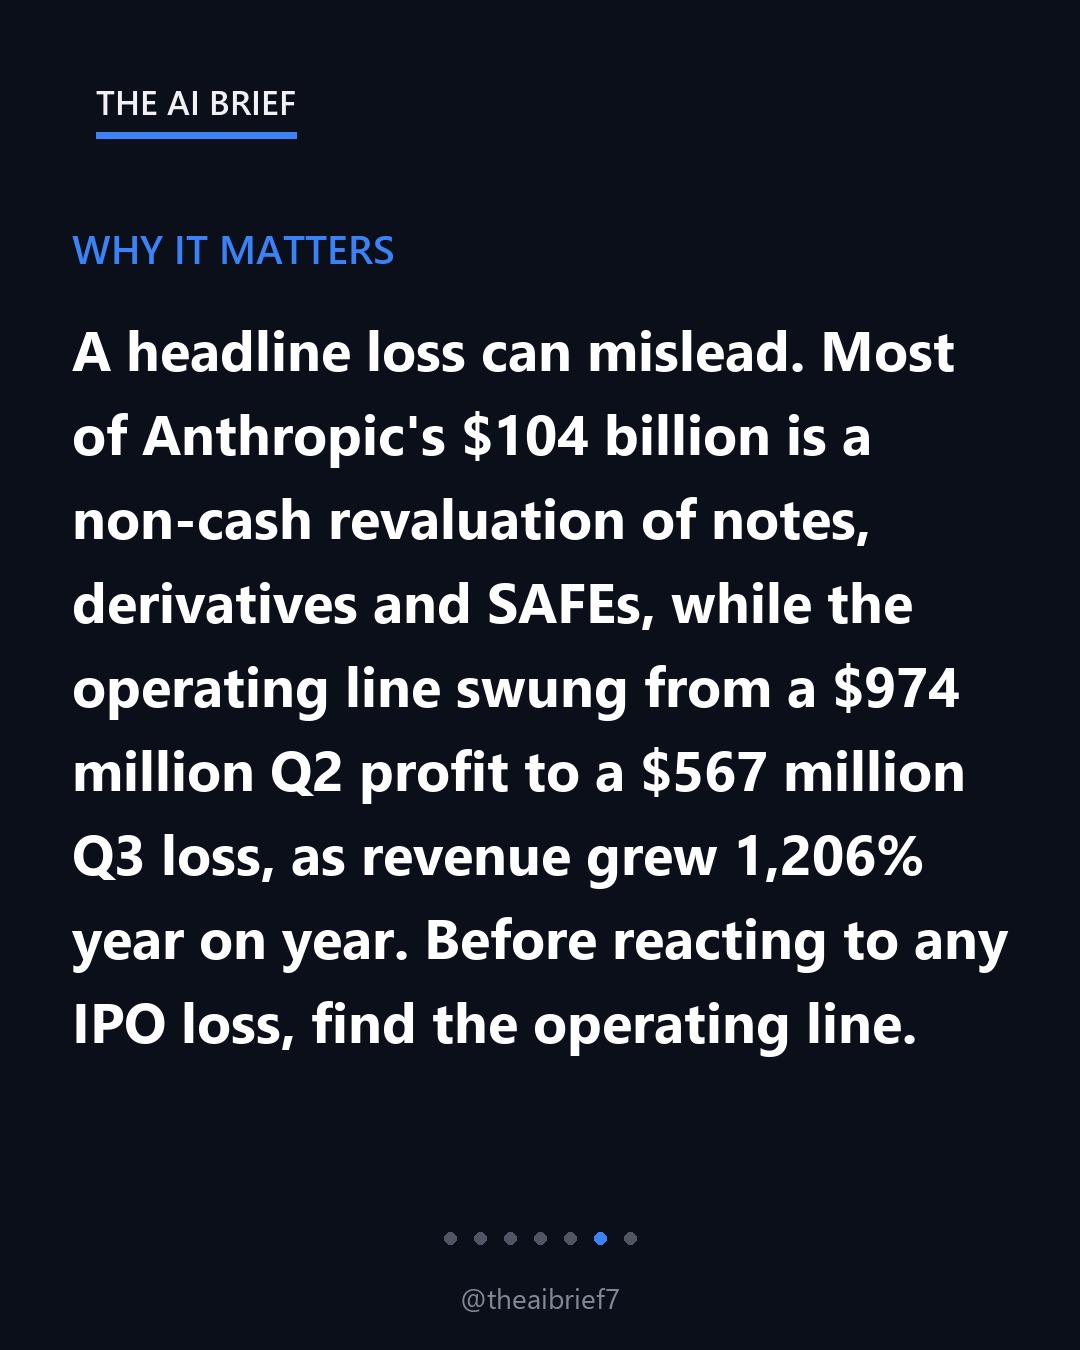 THE AI BRIEF
WHY IT MATTERS
A headline loss can mislead. Most
of Anthropic's $104 billion is a
non-cash revaluation of notes,
derivatives and SAFEs, while the
operating line swung from a $974
million Q2 profit to a $567 million
Q3 loss, as revenue grew 1,206%
year on year. Before reacting to any
IPO loss, find the operating line.
@theaibrief7